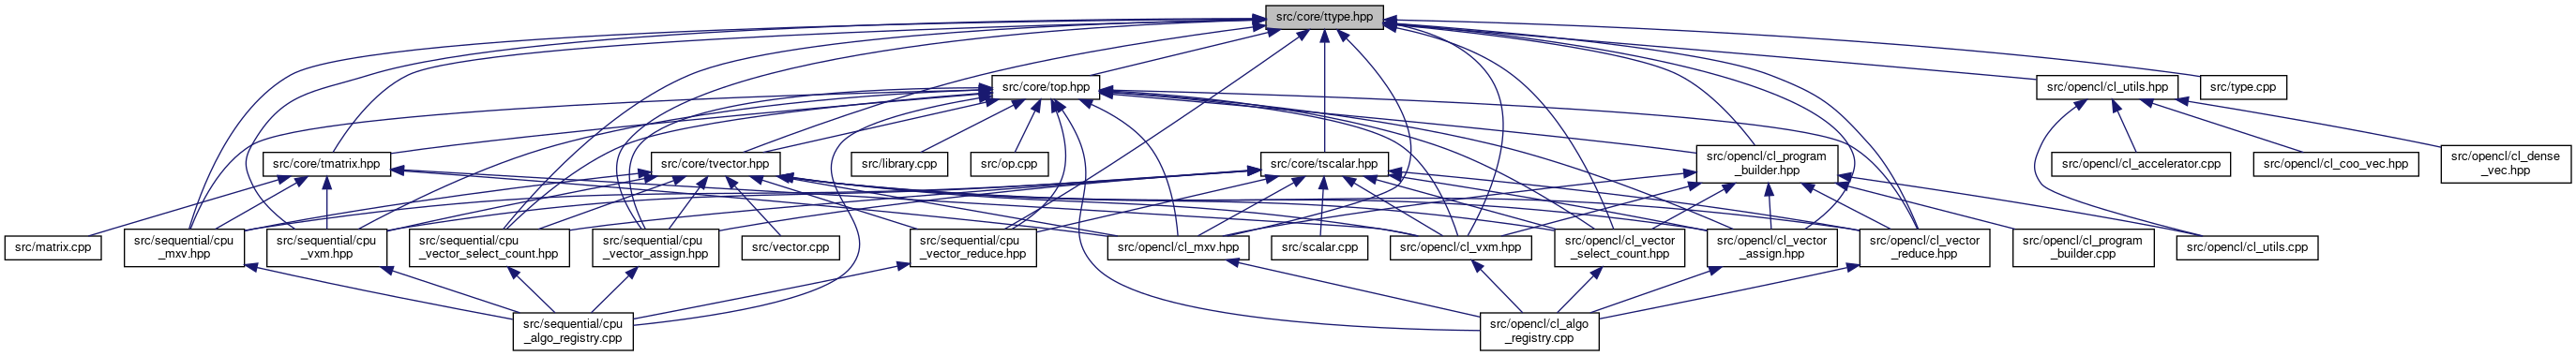 src/core/ttype.hpp
src/core/top.hpp
src/opencl/cl_utils.hpp
src/type.cpp
src/core/tmatrix.hpp
src/core/tvector.hpp
src/library.cpp
src/op.cpp
src/core/tscalar.hpp
src/opencl/cl_program
_builder.hpp
src/opencl/cl_accelerator.cpp
src/opencl/cl_coo_vec.hpp
src/opencl/cl_dense
_vec.hpp
src/matrix.cpp
src/sequential/cpu
_mxv.hpp
src/sequential/cpu
_vxm.hpp
src/sequential/cpu
_vector_select_count.hpp
src/sequential/cpu
_vector_assign.hpp
src/vector.cpp
src/sequential/cpu
_vector_reduce.hpp
src/opencl/cl_mxv.hpp
src/scalar.cpp
src/opencl/cl_vxm.hpp
src/opencl/cl_vector
_select_count.hpp
src/opencl/cl_vector
_assign.hpp
src/opencl/cl_vector
_reduce.hpp
src/opencl/cl_program
_builder.cpp
src/opencl/cl_utils.cpp
src/sequential/cpu
_algo_registry.cpp
src/opencl/cl_algo
_registry.cpp